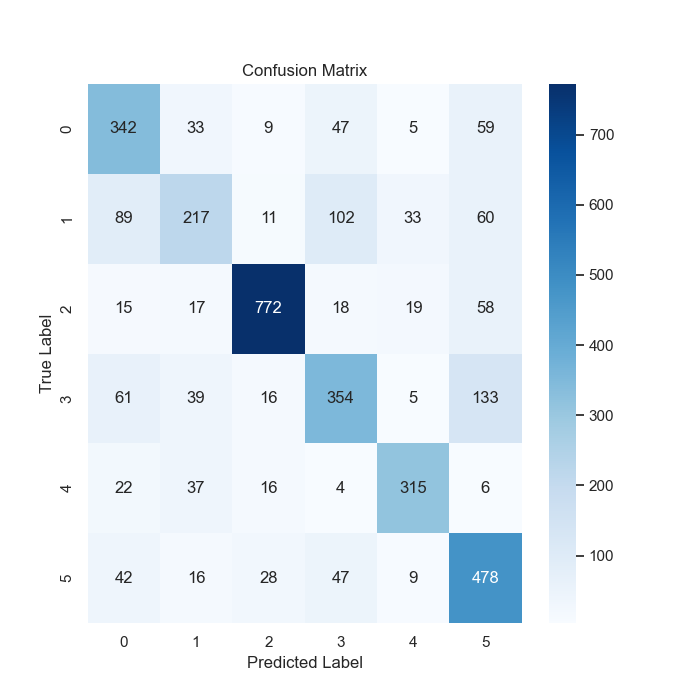 Confusion Matrix
0 342 33 9 47 5 59
1 89 217 11 102 33 60
2 15 17 772 18 19 58
3 61 39 16 354 5 133
4 22 37 16 4 315 6
5 42 16 28 47 9 478
0 1 2 3 4 5
Predicted Label
True Label
700
600
500
400
300
200
100